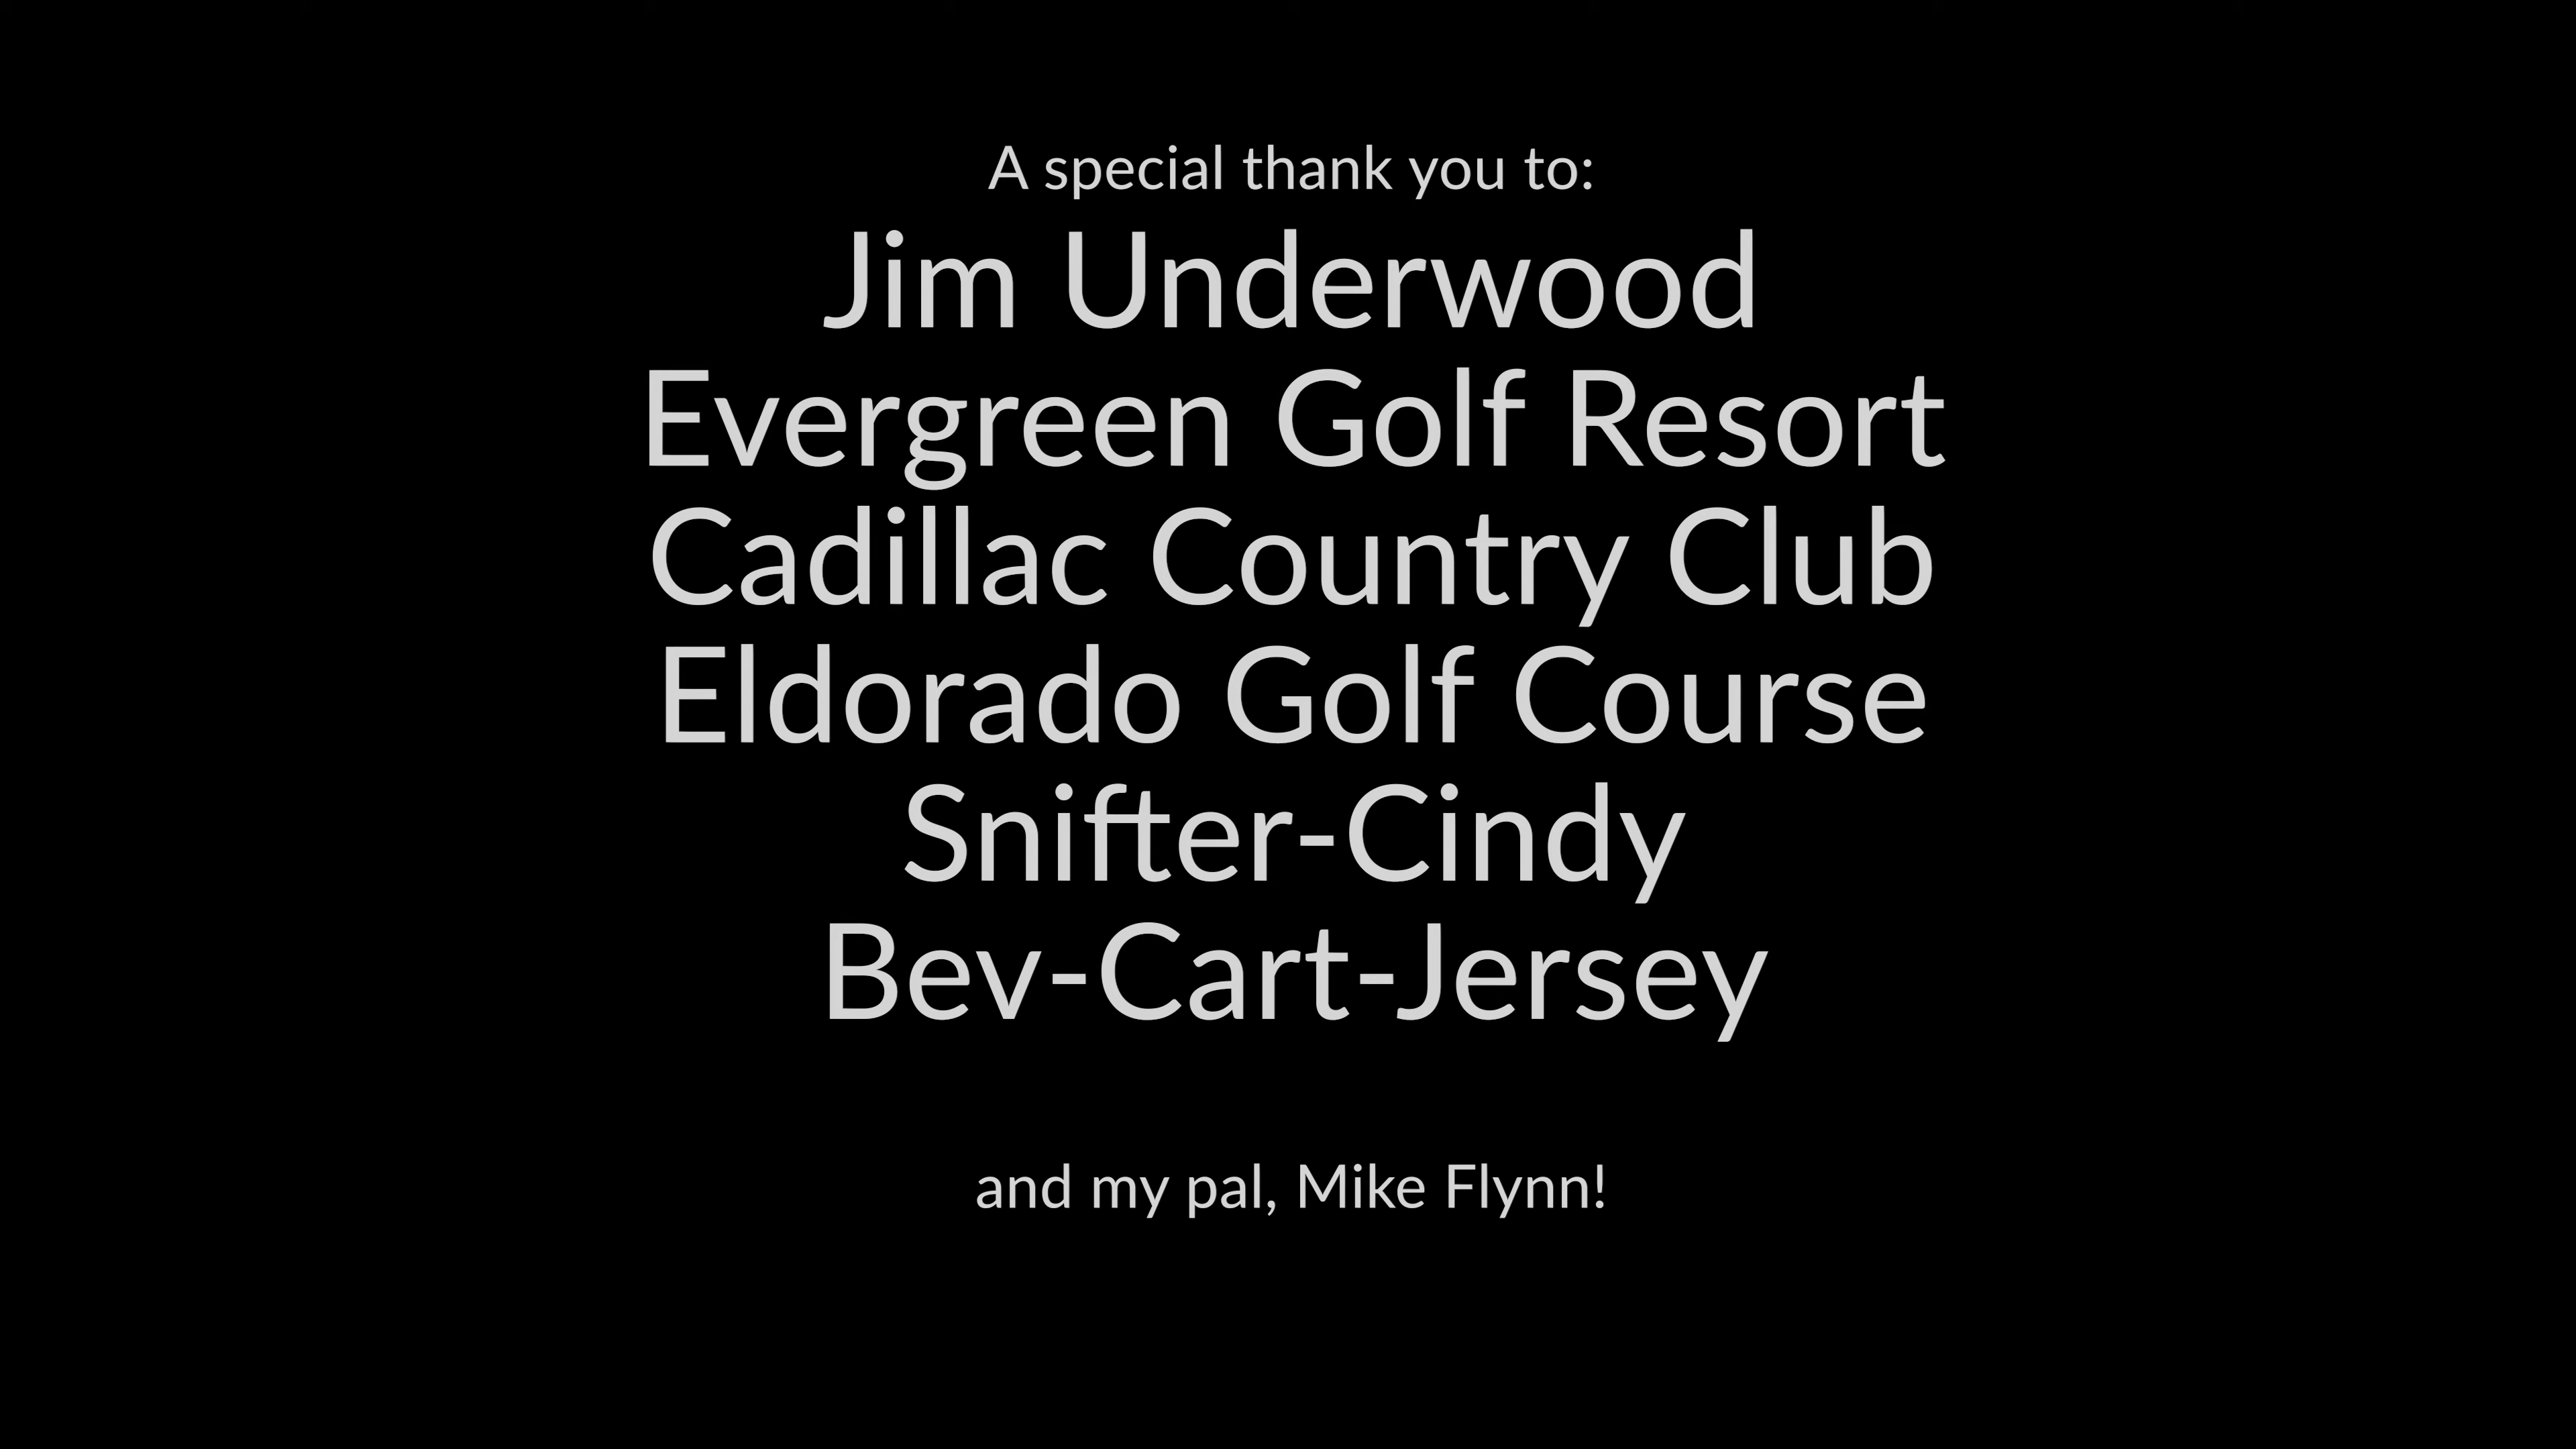 A special thank you to:
Jim Underwood
Evergreen Golf Resort
Cadillac Country Club
Eldorado Golf Course
Snifter-Cindy
Bev-Cart-Jersey
and my pal, Mike Flynn!